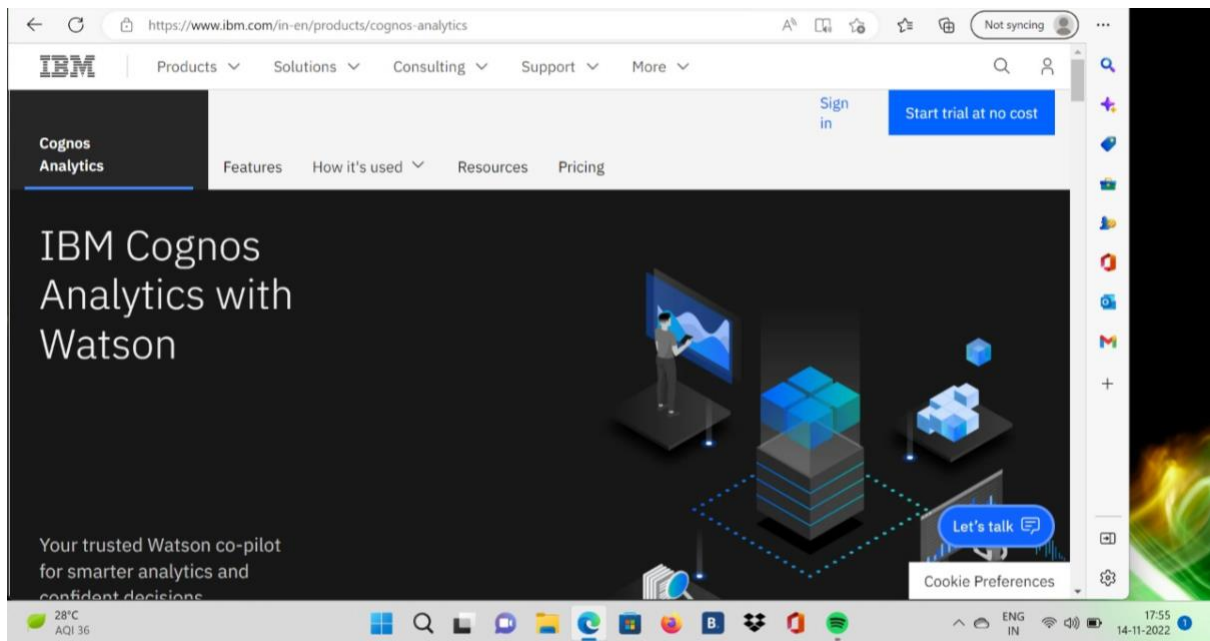 https://www.ibm.com/in-en/products/cognos-analytics
Not syncing
IBM
Products
Solutions
Consulting
Support
More
Sign
in
Start trial at no cost
Cognos
Analytics
Features
How it's used
Resources
Pricing
IBM Cognos
Analytics with
Watson
Your trusted Watson co-pilot
for smarter analytics and
confident decisions
Let's talk
Cookie Preferences
28°C
AQI 36
ENG
IN
17:55
14-11-2022
1